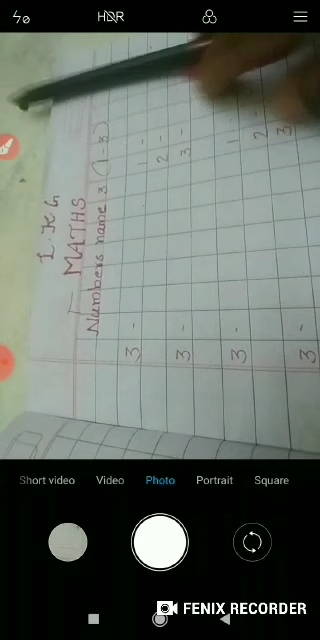 HDR
L.K.G
MATHS
Numbers name 3 (1-3)
3 - 1 -
2 -
3 - 3 -
3 - 1 -
2 -
3
3 -
Short video Video Photo Portrait Square
FENIX RECORDER